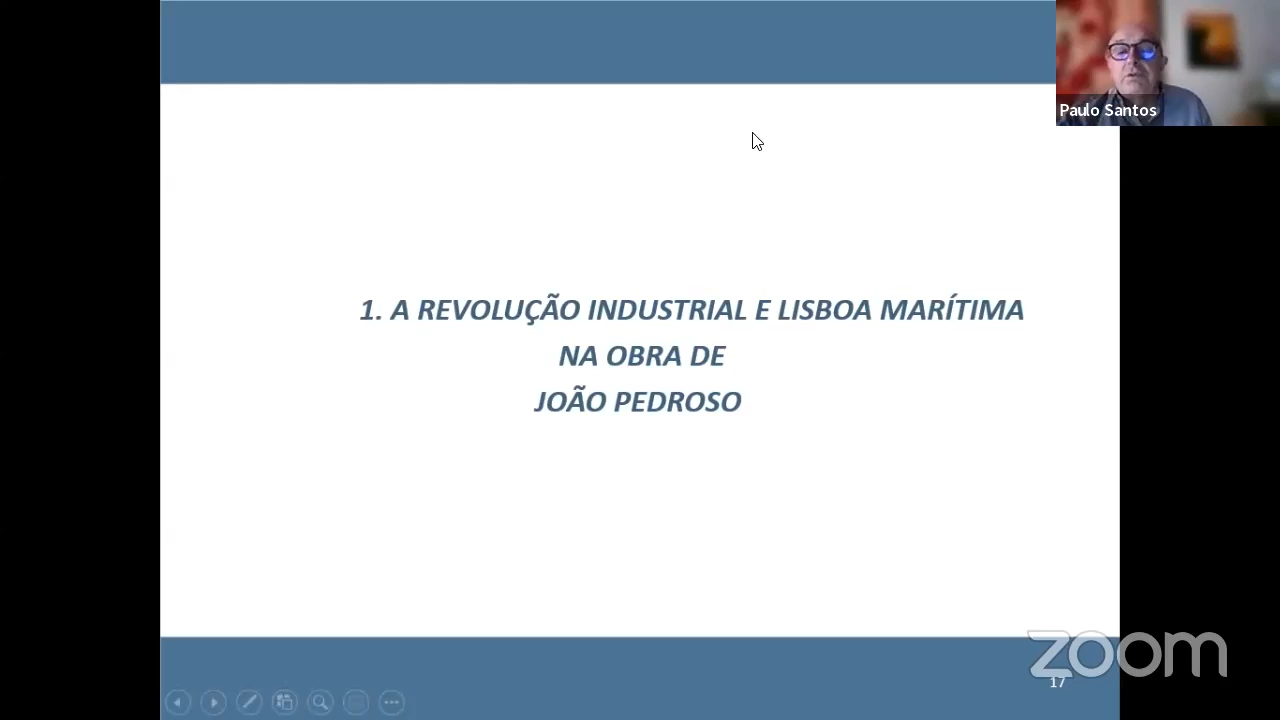 Paulo Santos
1. A REVOLUÇÃO INDUSTRIAL E LISBOA MARÍTIMA
NA OBRA DE
JOÃO PEDROSO
zoom
17